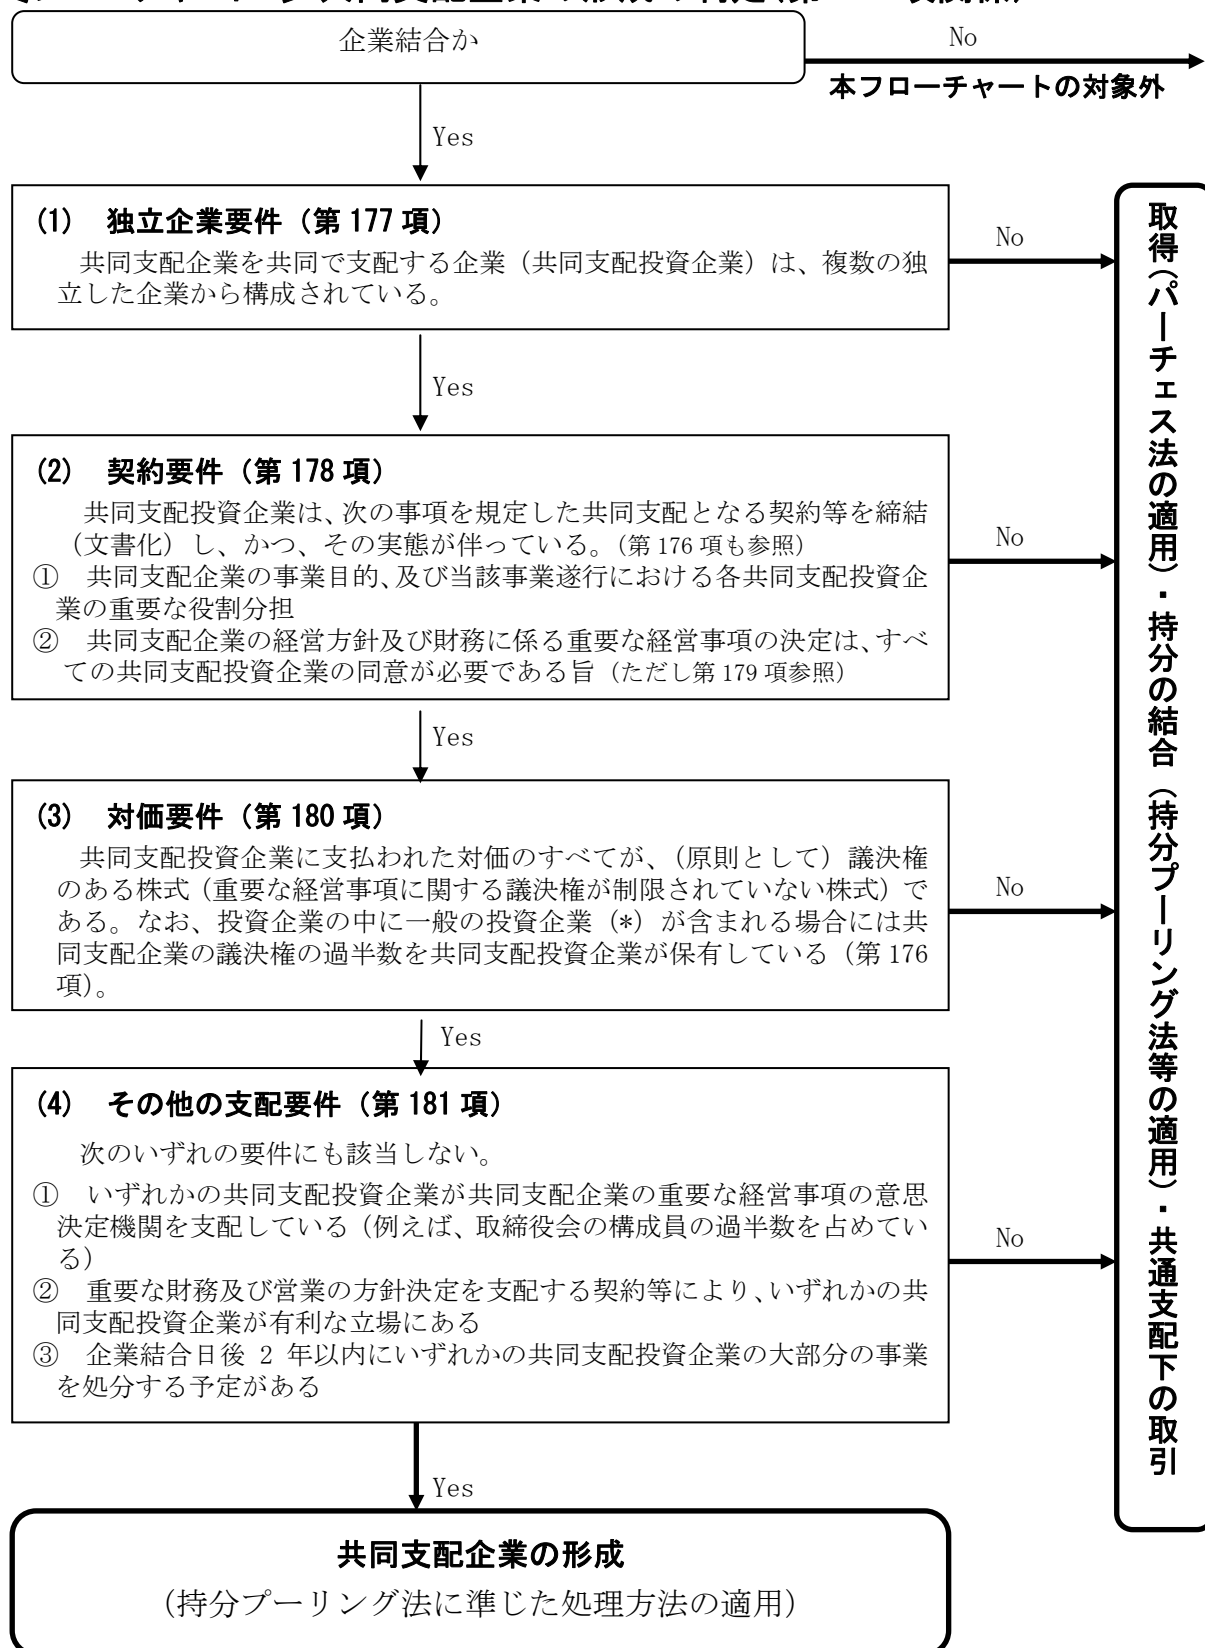 企業結合か
No
本フローチャートの対象外
Yes
(1) 独立企業要件（第 177 項）
共同支配企業を共同で支配する企業（共同支配投資企業）は、複数の独
立した企業から構成されている。
No
Yes
(2) 契約要件（第 178 項）
共同支配投資企業は、次の事項を規定した共同支配となる契約等を締結
（文書化）し、かつ、その実態が伴っている。（第 176 項も参照）
① 共同支配企業の事業目的、及び当該事業遂行における各共同支配投資企
業の重要な役割分担
② 共同支配企業の経営方針及び財務に係る重要な経営事項の決定は、すべ
ての共同支配投資企業の同意が必要である旨（ただし第 179 項参照）
No
Yes
(3) 対価要件（第 180 項）
共同支配投資企業に支払われた対価のすべてが、（原則として）議決権
のある株式（重要な経営事項に関する議決権が制限されていない株式）で
ある。なお、投資企業の中に一般の投資企業（*）が含まれる場合には共
同支配企業の議決権の過半数を共同支配投資企業が保有している（第 176
項）。
No
Yes
(4) その他の支配要件（第 181 項）
次のいずれの要件にも該当しない。
① いずれかの共同支配投資企業が共同支配企業の重要な経営事項の意思
決定機関を支配している（例えば、取締役会の構成員の過半数を占めてい
る）
② 重要な財務及び営業の方針決定を支配する契約等により、いずれかの共
同支配投資企業が有利な立場にある
③ 企業結合日後 2 年以内にいずれかの共同支配投資企業の大部分の事業
を処分する予定がある
No
Yes
共同支配企業の形成
（持分プーリング法に準じた処理方法の適用）
取得（パーチェス法の適用）・持分の結合（持分プーリング法等の適用）・共通支配下の取引